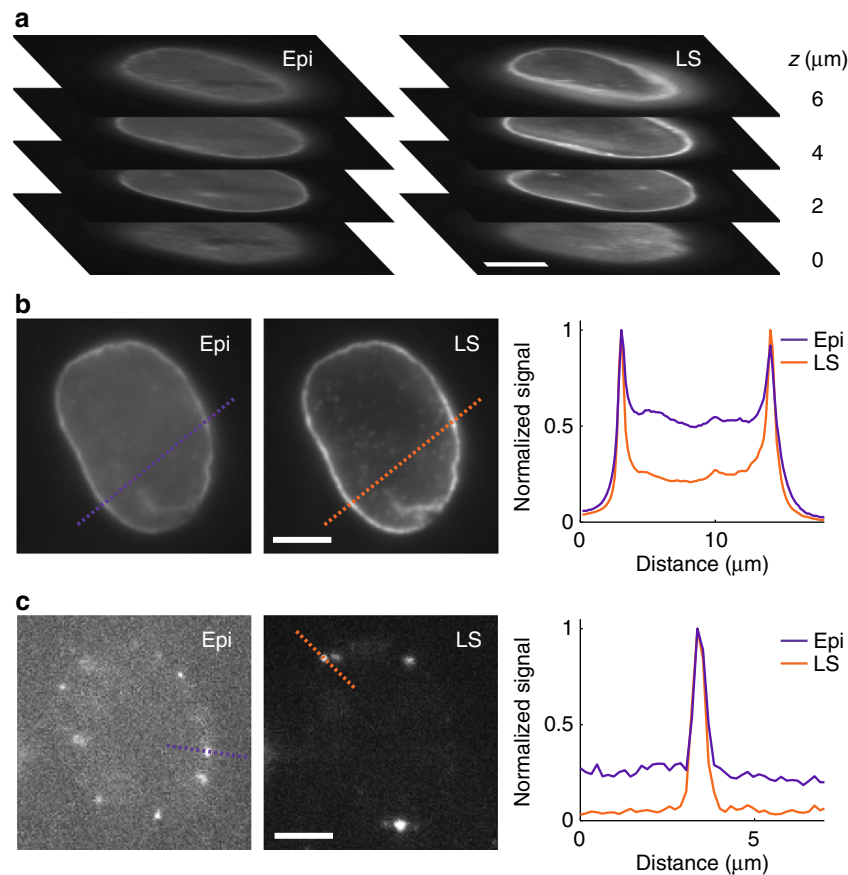 a
Epi
LS
z (μm)
6
4
2
0
b
Epi
LS
Normalized signal
1
0.5
0
0
10
Distance (μm)
Epi
LS
c
Epi
LS
Normalized signal
1
0.5
0
0
5
Distance (μm)
Epi
LS